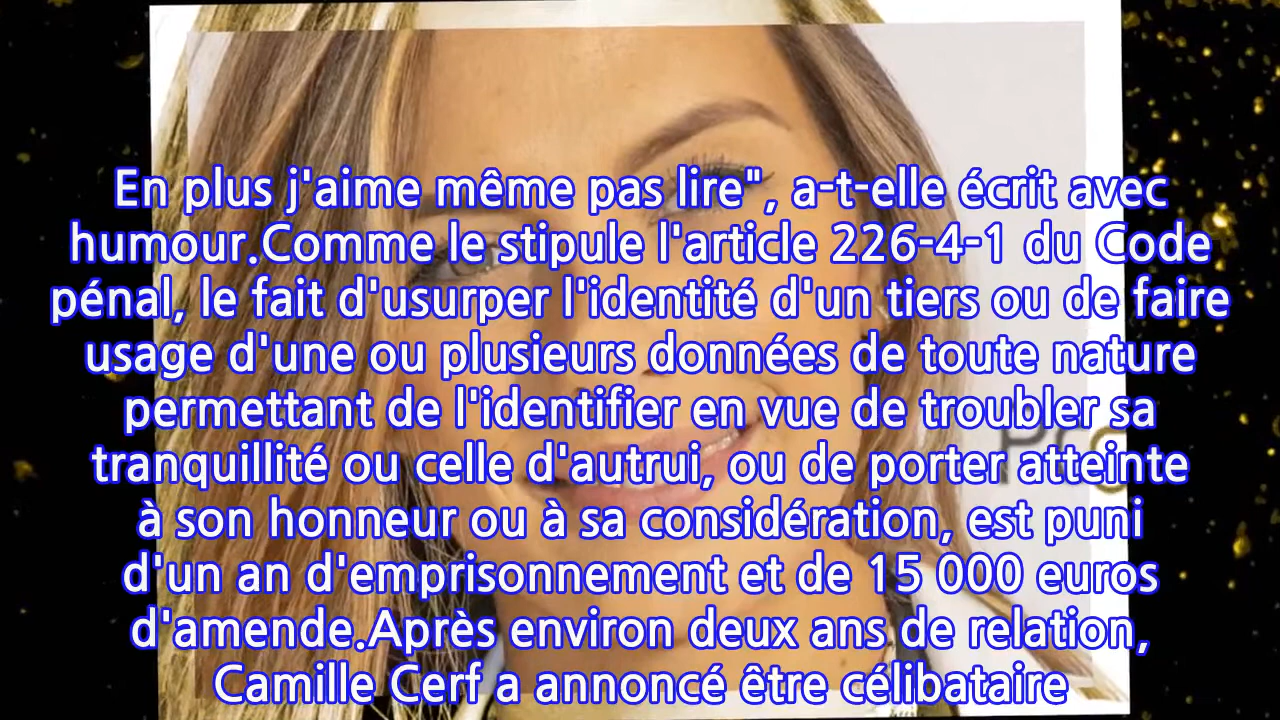 En plus j'aime même pas lire", a-t-elle écrit avec
humour.Comme le stipule l'article 226-4-1 du Code
pénal, le fait d'usurper l'identité d'un tiers ou de faire
usage d'une ou plusieurs données de toute nature
permettant de l'identifier en vue de troubler sa
tranquillité ou celle d'autrui, ou de porter atteinte
à son honneur ou à sa considération, est puni
d'un an d'emprisonnement et de 15 000 euros
d'amende.Après environ deux ans de relation,
Camille Cerf a annoncé être célibataire